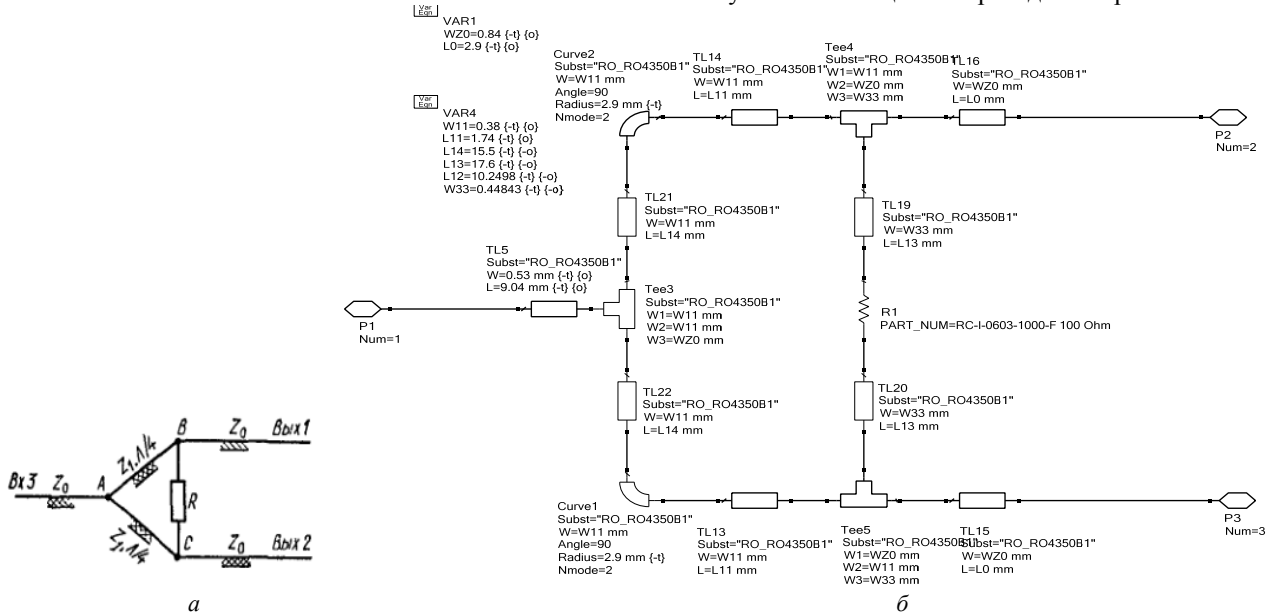 Var
Eqn
VAR1
WZ0=0.84 {-t} {o}
L0=2.9 {-t} {o}
Var
Eqn
VAR4
W11=0.38 {-t} {o}
L11=1.74 {-t} {o}
L14=15.5 {-t} {-o}
L13=17.6 {-t} {-o}
L12=10.2498 {-t} {-o}
W33=0.44843 {-t} {-o}
Curve2
Subst="RO_RO4350B1"
W=W11 mm
Angle=90
Radius=2.9 mm {-t}
Nmode=2
TL14
Subst="RO_RO4350B1"
W=W11 mm
L=L11 mm
Tee4
Subst="RO_RO4350B1"
W1=W11 mm
W2=WZ0 mm
W3=W33 mm
TL16
Subst="RO_RO4350B1"
W=WZ0 mm
L=L0 mm
P2
Num=2
TL21
Subst="RO_RO4350B1"
W=W11 mm
L=L14 mm
TL19
Subst="RO_RO4350B1"
W=W33 mm
L=L13 mm
TL5
Subst="RO_RO4350B1"
W=0.53 mm {-t} {o}
L=9.04 mm {-t} {o}
P1
Num=1
Tee3
Subst="RO_RO4350B1"
W1=W11 mm
W2=W11 mm
W3=WZ0 mm
R1
PART_NUM=RC-I-0603-1000-F 100 Ohm
TL22
Subst="RO_RO4350B1"
W=W11 mm
L=L14 mm
TL20
Subst="RO_RO4350B1"
W=W33 mm
L=L13 mm
Curve1
Subst="RO_RO4350B1"
W=W11 mm
Angle=90
Radius=2.9 mm {-t}
Nmode=2
TL13
Subst="RO_RO4350B1"
W=W11 mm
L=L11 mm
Tee5
Subst="RO_RO4350B1"
W1=WZ0 mm
W2=W11 mm
W3=W33 mm
TL15
Subst="RO_RO4350B1"
W=WZ0 mm
L=L0 mm
P3
Num=3
Вх3 Z0 A Z1, Λ/4 B Z0 Вых1
R
Z1, Λ/4 C Z0 Вых2
а
б